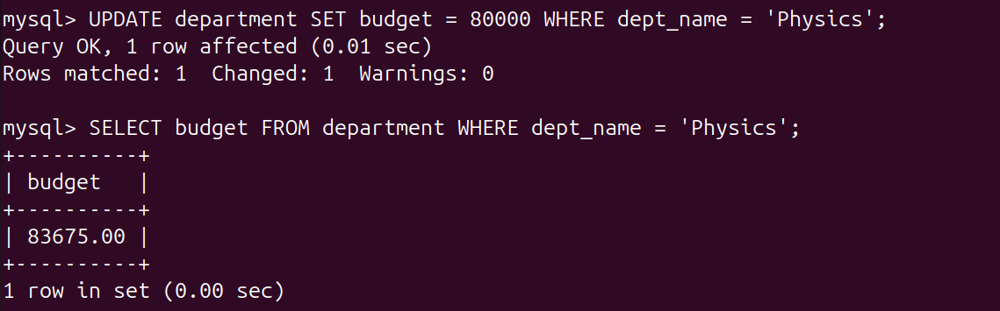 mysql> UPDATE department SET budget = 80000 WHERE dept_name = 'Physics';
Query OK, 1 row affected (0.01 sec)
Rows matched: 1  Changed: 1  Warnings: 0

mysql> SELECT budget FROM department WHERE dept_name = 'Physics';
+----------+
| budget   |
+----------+
| 83675.00 |
+----------+
1 row in set (0.00 sec)